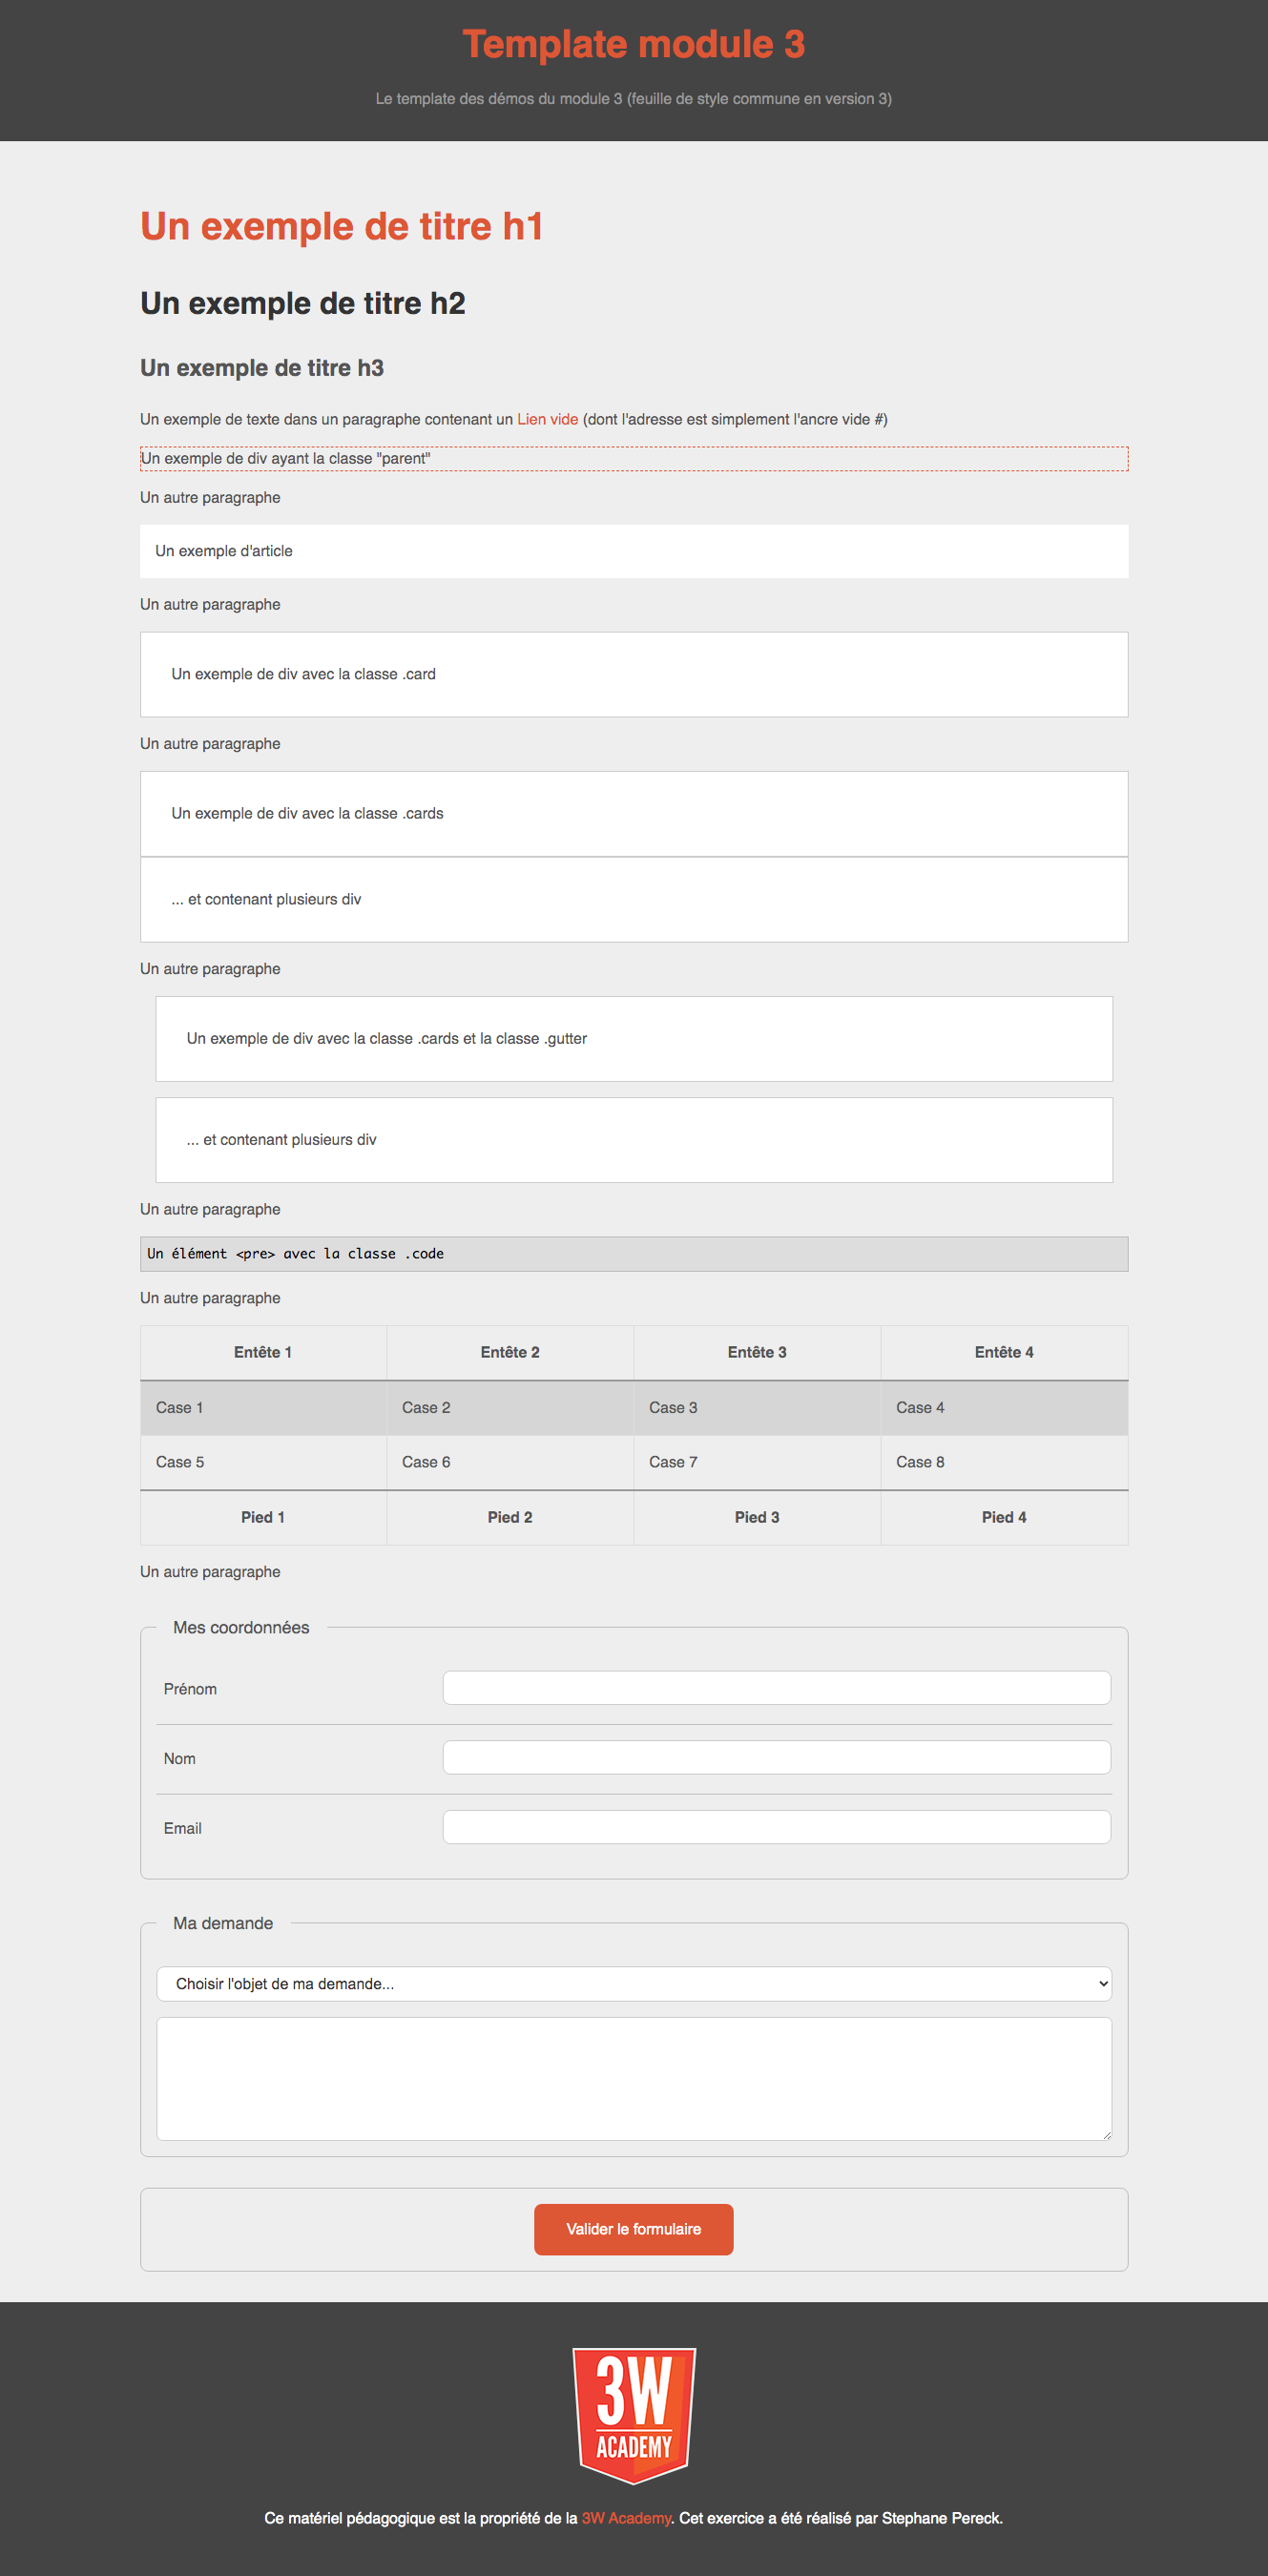 Template module 3
Le template des démos du module 3 (feuille de style commune en version 3)
Un exemple de titre h1
Un exemple de titre h2
Un exemple de titre h3
Un exemple de texte dans un paragraphe contenant un Lien vide (dont l'adresse est simplement l'ancre vide #)
Un exemple de div ayant la classe "parent"
Un autre paragraphe
Un exemple d'article
Un autre paragraphe
Un exemple de div avec la classe .card
Un autre paragraphe
Un exemple de div avec la classe .cards
... et contenant plusieurs div
Un autre paragraphe
Un exemple de div avec la classe .cards et la classe .gutter
... et contenant plusieurs div
Un autre paragraphe
Un élément <pre> avec la classe .code
Un autre paragraphe
Entête 1 Entête 2 Entête 3 Entête 4
Case 1 Case 2 Case 3 Case 4
Case 5 Case 6 Case 7 Case 8
Pied 1 Pied 2 Pied 3 Pied 4
Un autre paragraphe
Mes coordonnées
Prénom
Nom
Email
Ma demande
Choisir l'objet de ma demande...
Valider le formulaire
3W
ACADEMY
Ce matériel pédagogique est la propriété de la 3W Academy. Cet exercice a été réalisé par Stephane Pereck.